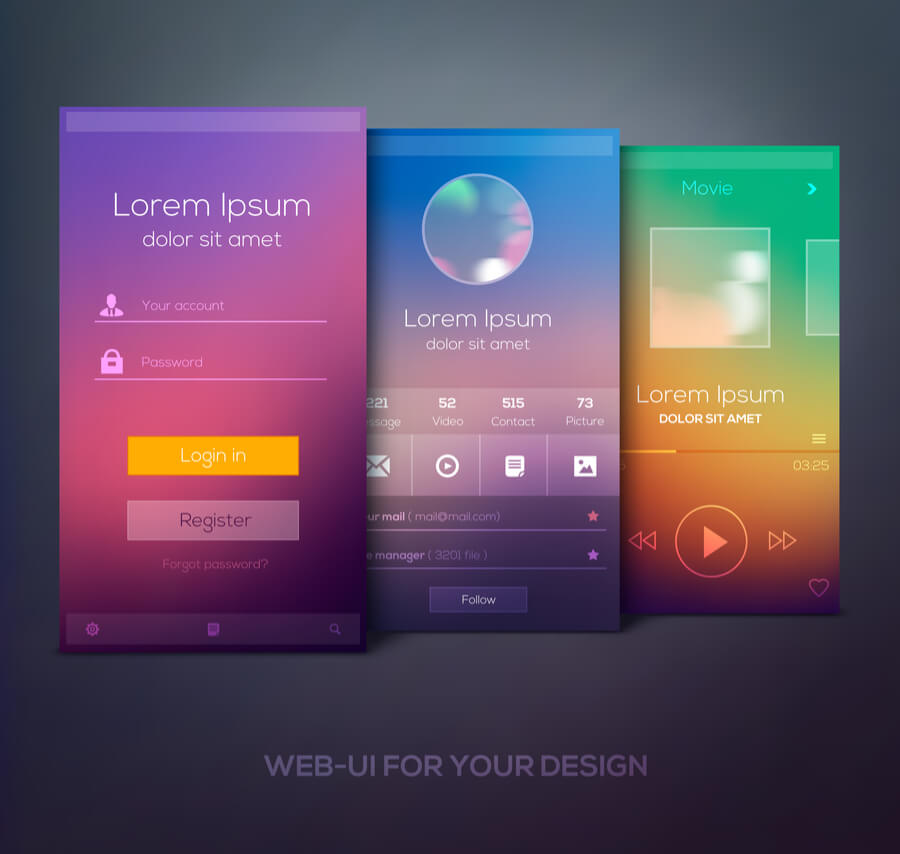 Lorem Ipsum
dolor sit amet
Your account
Password
Login in
Register
Forgot password?
Lorem Ipsum
dolor sit amet
221 52 515 73
ssage Video Contact Picture
ur mail ( mail@mail.com)
e manager ( 3201 file )
Follow
Movie
Lorem Ipsum
DOLOR SIT AMET
03:25
WEB-UI FOR YOUR DESIGN